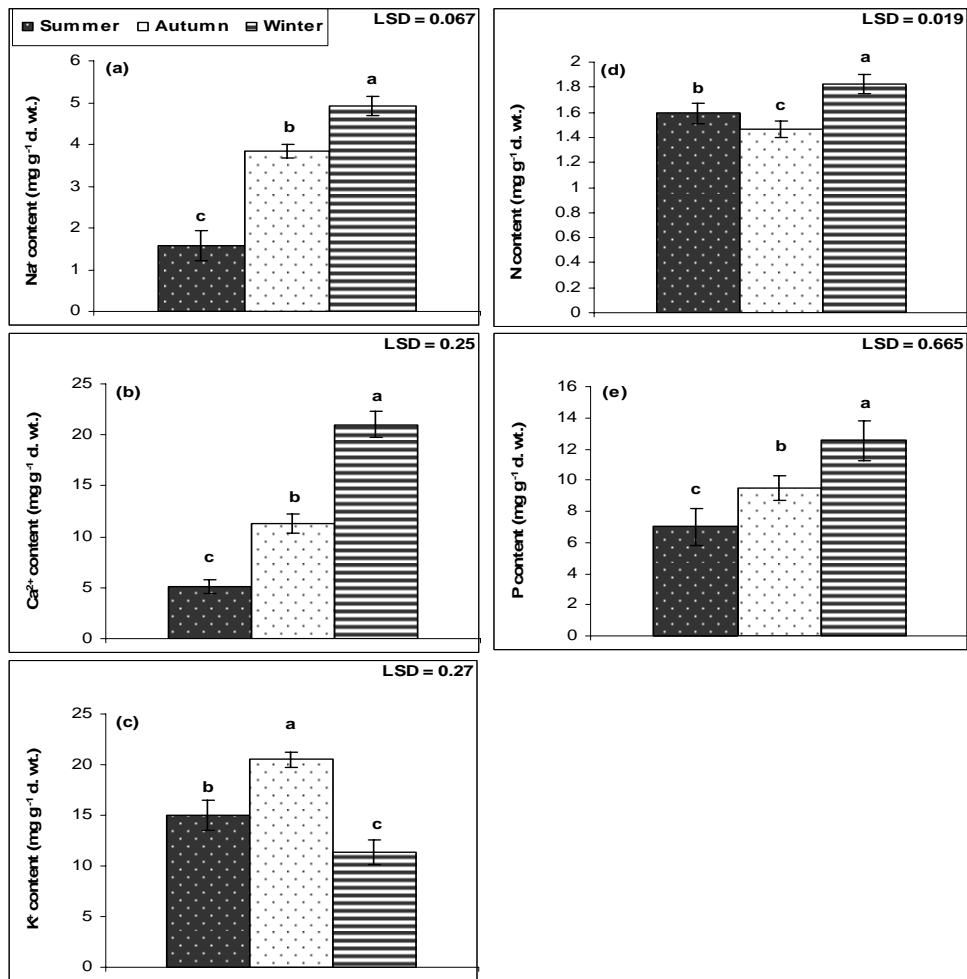 LSD = 0.067
Summer Autumn Winter
(a)
Na⁺ content (mg g⁻¹ d. wt.)
6
5
4
3
2
1
0
c
b
a
LSD = 0.25
(b)
Ca²⁺ content (mg g⁻¹ d. wt.)
25
20
15
10
5
0
c
b
a
LSD = 0.27
(c)
K⁺ content (mg g⁻¹ d. wt.)
25
20
15
10
5
0
b
a
c
LSD = 0.019
(d)
N content (mg g⁻¹ d. wt.)
2
1.8
1.6
1.4
1.2
1
0.8
0.6
0.4
0.2
0
b
c
a
LSD = 0.665
(e)
P content (mg g⁻¹ d. wt.)
16
14
12
10
8
6
4
2
0
c
b
a